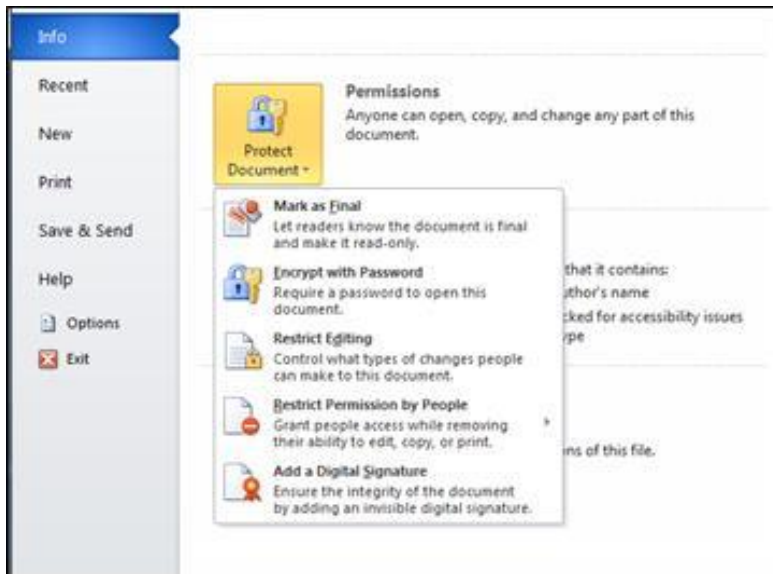 Info
Recent
New
Print
Save & Send
Help
Options
Exit
Permissions
Anyone can open, copy, and change any part of this
document.
Protect
Document
Mark as Final
Let readers know the document is final
and make it read-only.
Encrypt with Password
Require a password to open this
document.
Restrict Editing
Control what types of changes people
can make to this document.
Restrict Permission by People
Grant people access while removing
their ability to edit, copy, or print.
Add a Digital Signature
Ensure the integrity of the document
by adding an invisible digital signature.
that it contains:
thor's name
cked for accessibility issues
ype
ons of this file.